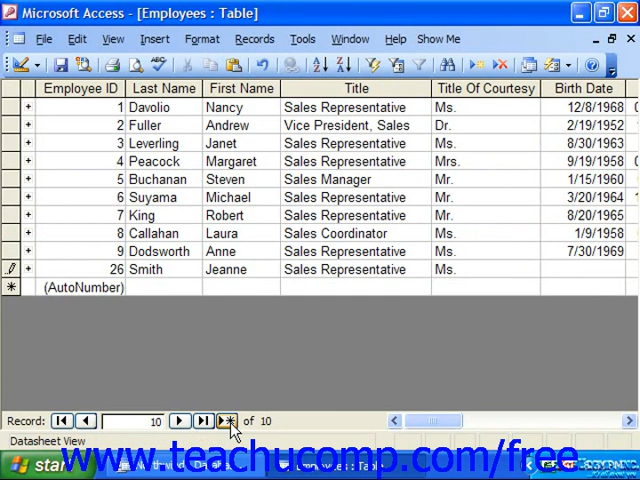 Microsoft Access - [Employees : Table]
File Edit View Insert Format Records Tools Window Help Show Me
Employee ID Last Name First Name Title Title Of Courtesy Birth Date
+ 1 Davolio Nancy Sales Representative Ms. 12/8/1968
+ 2 Fuller Andrew Vice President, Sales Dr. 2/19/1952
+ 3 Leverling Janet Sales Representative Ms. 8/30/1963
+ 4 Peacock Margaret Sales Representative Mrs. 9/19/1958
+ 5 Buchanan Steven Sales Manager Mr. 1/15/1960
+ 6 Suyama Michael Sales Representative Mr. 3/20/1964
+ 7 King Robert Sales Representative Mr. 8/20/1965
+ 8 Callahan Laura Sales Coordinator Ms. 1/9/1958
+ 9 Dodsworth Anne Sales Representative Ms. 7/30/1969
+ 26 Smith Jeanne Sales Representative Ms.
(AutoNumber)
Record: 10 of 10
Datasheet View
www.teachucomp.com/free
start Employees : Table